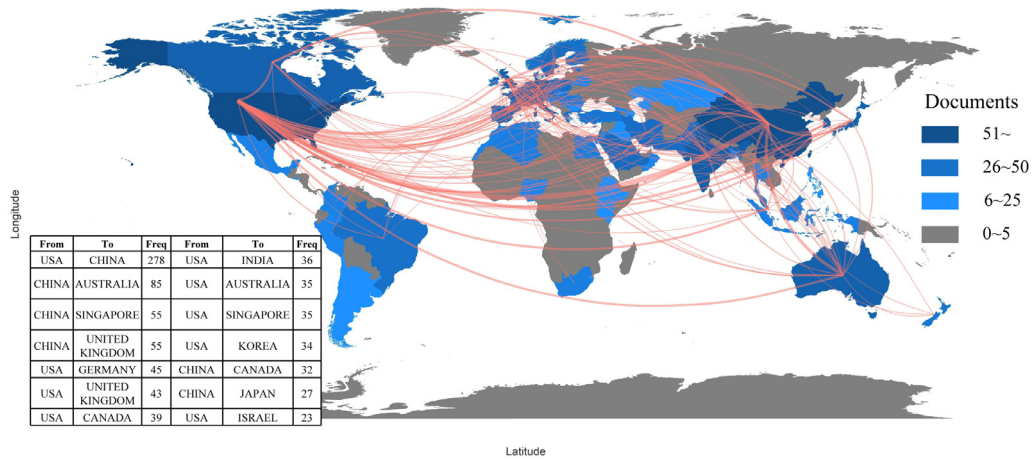 Documents
51~
26~50
6~25
0~5
Longitude
From To Freq From To Freq
USA CHINA 278 USA INDIA 36
CHINA AUSTRALIA 85 USA AUSTRALIA 35
CHINA SINGAPORE 55 USA SINGAPORE 35
CHINA UNITED KINGDOM 55 USA KOREA 34
USA GERMANY 45 CHINA CANADA 32
USA UNITED KINGDOM 43 CHINA JAPAN 27
USA CANADA 39 USA ISRAEL 23
Latitude